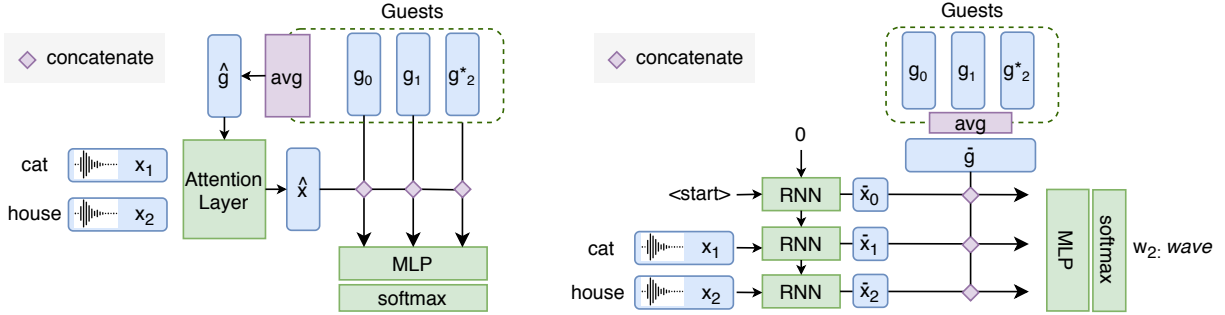 Guests
concatenate
ĝ
avg
g0
g1
g*2
cat
x1
house
x2
Attention
Layer
x̂
MLP
softmax
Guests
concatenate
g0
g1
g*2
avg
0
ḡ
<start>
RNN
x̄0
cat
x1
RNN
x̄1
house
x2
RNN
x̄2
MLP
softmax
w2: wave